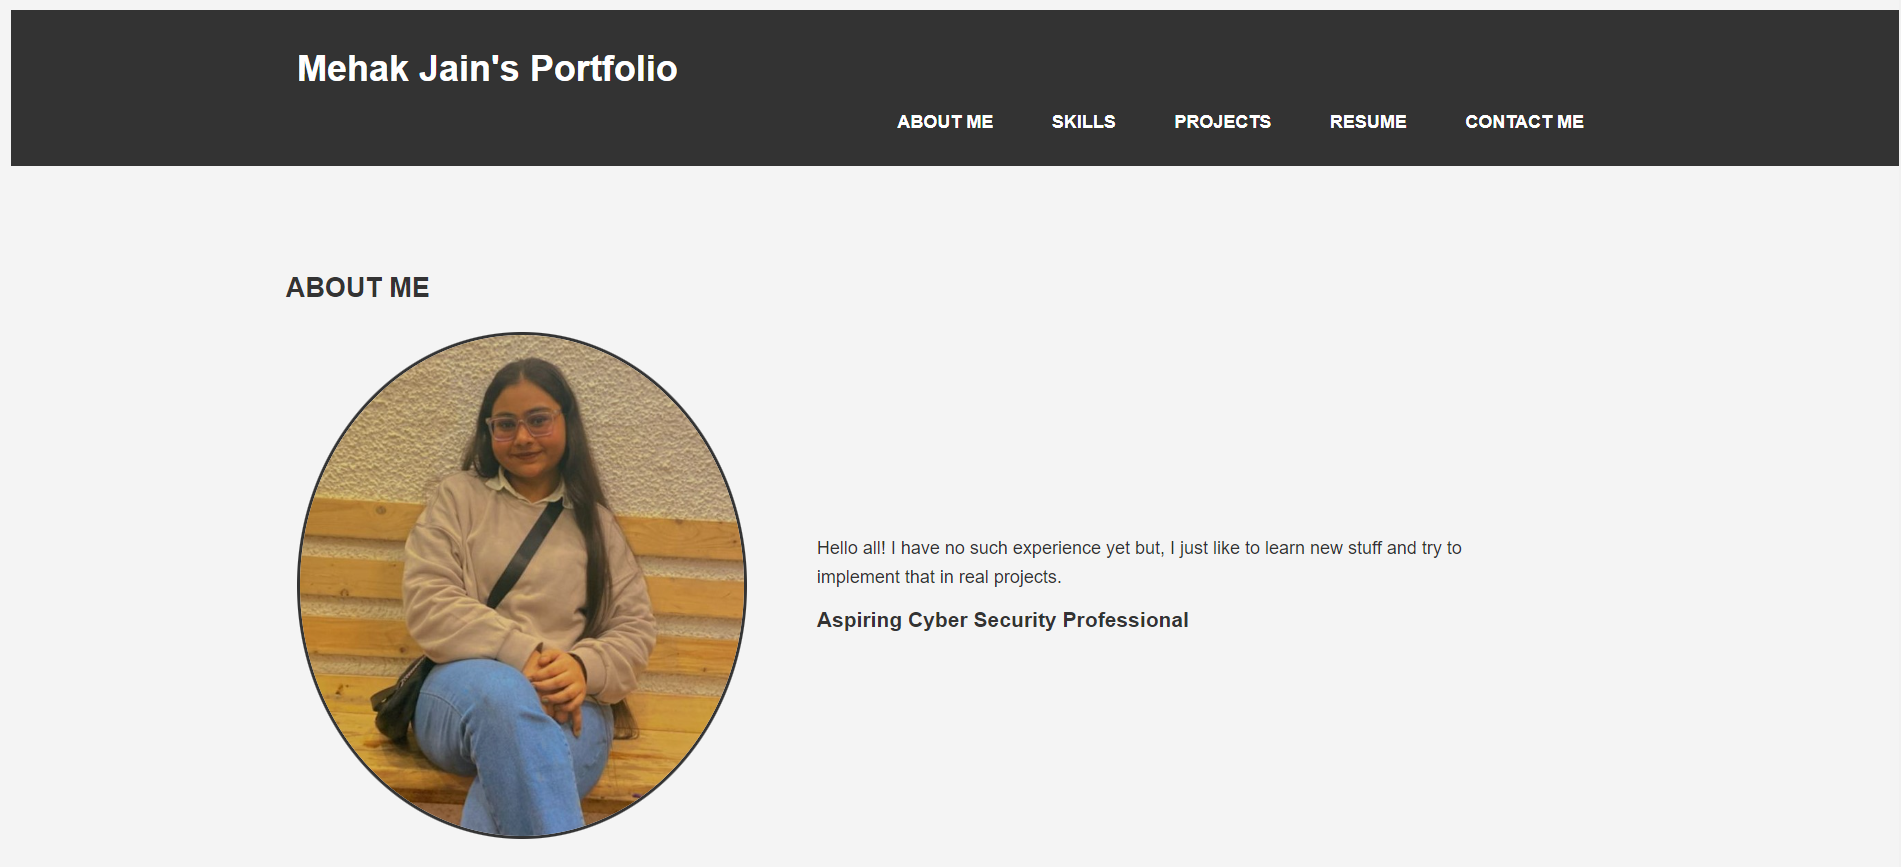 Mehak Jain's Portfolio
ABOUT ME SKILLS PROJECTS RESUME CONTACT ME
ABOUT ME
Hello all! I have no such experience yet but, I just like to learn new stuff and try to
implement that in real projects.
Aspiring Cyber Security Professional